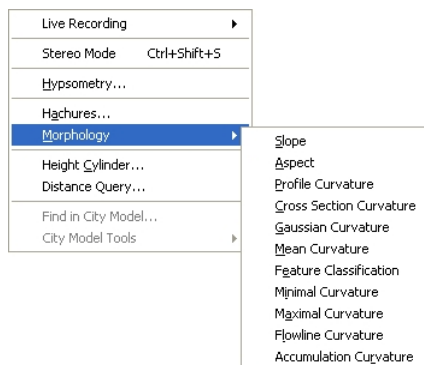 Live Recording
Stereo Mode Ctrl+Shift+S
Hypsometry...
Hachures...
Morphology
Height Cylinder...
Distance Query...
Find in City Model...
City Model Tools
Slope
Aspect
Profile Curvature
Cross Section Curvature
Gaussian Curvature
Mean Curvature
Feature Classification
Minimal Curvature
Maximal Curvature
Flowline Curvature
Accumulation Curvature